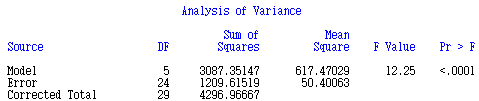 Analysis of Variance
Sum of Mean
Source DF Squares Square F Value Pr > F
Model 5 3087.35147 617.47029 12.25 <.0001
Error 24 1209.61519 50.40063
Corrected Total 29 4296.96667